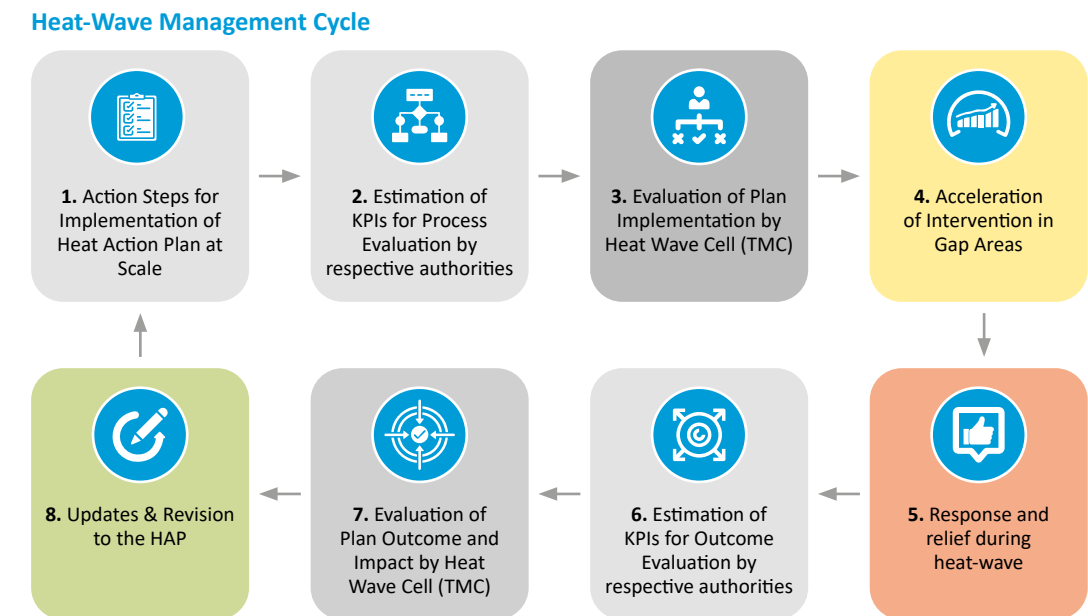 Heat-Wave Management Cycle
1. Action Steps for
Implementation of
Heat Action Plan at
Scale
2. Estimation of
KPIs for Process
Evaluation by
respective authorities
3. Evaluation of Plan
Implementation by
Heat Wave Cell (TMC)
4. Acceleration
of Intervention in
Gap Areas
5. Response and
relief during
heat-wave
6. Estimation of
KPIs for Outcome
Evaluation by
respective authorities
7. Evaluation of
Plan Outcome and
Impact by Heat
Wave Cell (TMC)
8. Updates & Revision
to the HAP